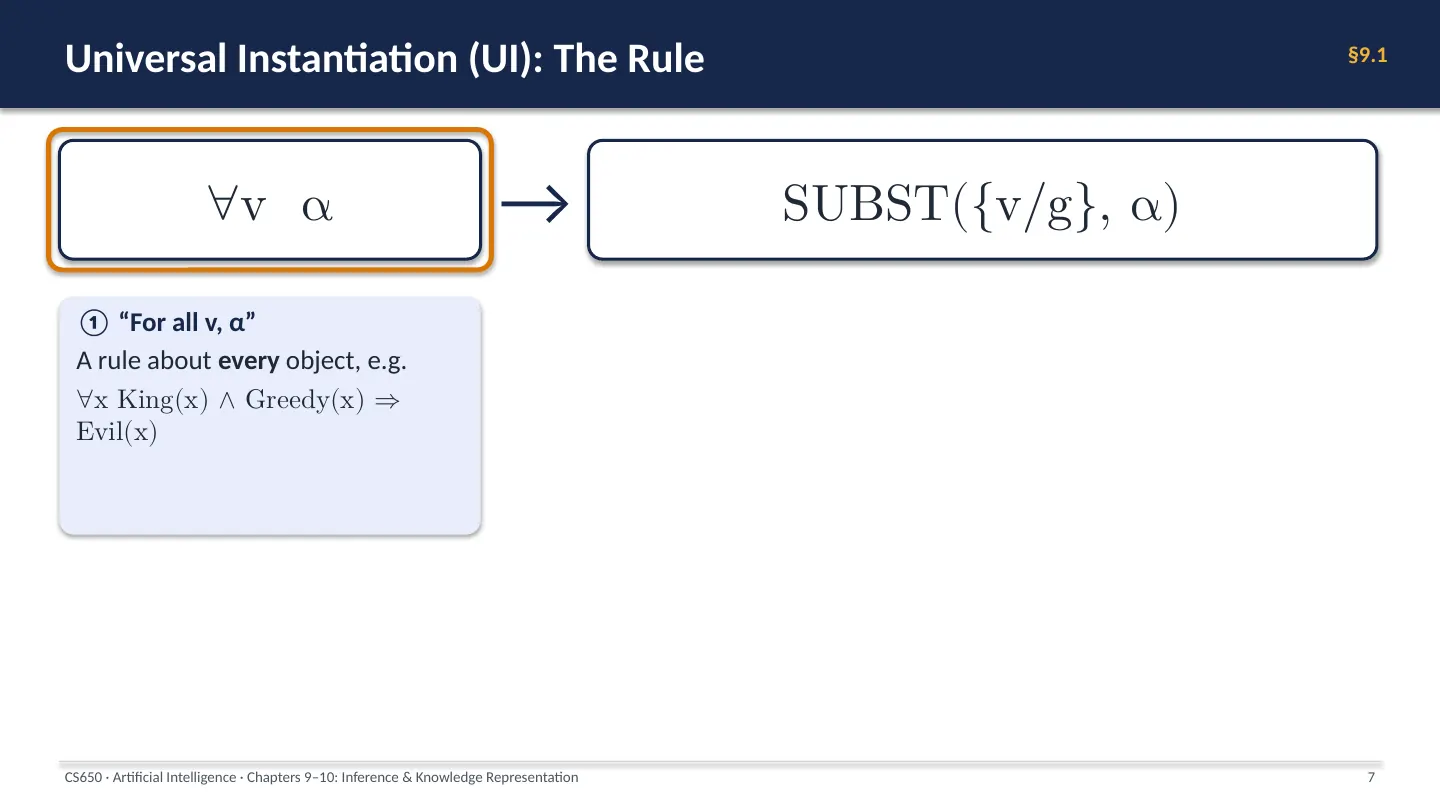 Universal Instantiation (UI): The Rule
§9.1
∀v α
→
SUBST({v/g}, α)
① “For all v, α”
A rule about every object, e.g.
∀x King(x) ∧ Greedy(x) ⇒
Evil(x)
CS650 · Artificial Intelligence · Chapters 9–10: Inference & Knowledge Representation
7